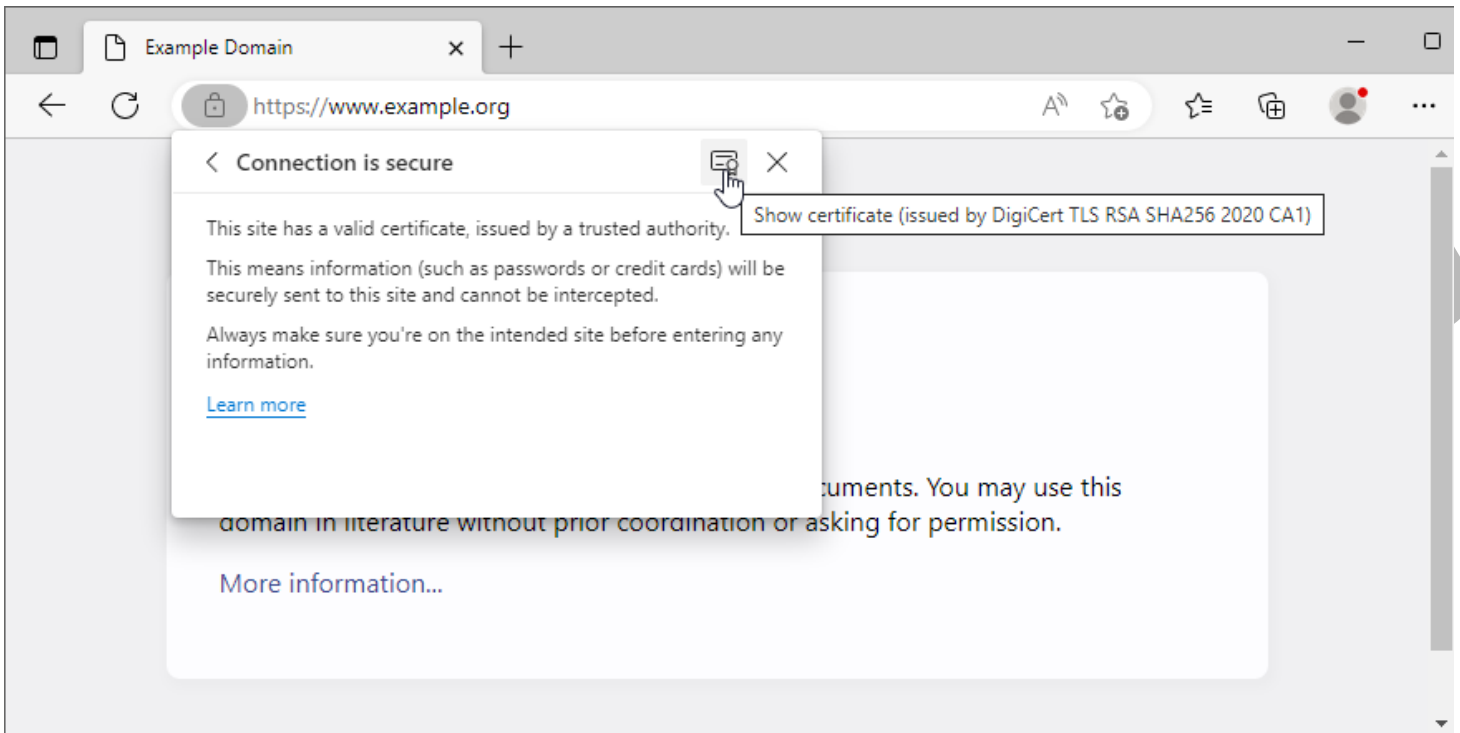 Example Domain
https://www.example.org
Connection is secure
Show certificate (issued by DigiCert TLS RSA SHA256 2020 CA1)
This site has a valid certificate, issued by a trusted authority.
This means information (such as passwords or credit cards) will be
securely sent to this site and cannot be intercepted.
Always make sure you're on the intended site before entering any
information.
Learn more
cuments. You may use this
domain in literature without prior coordination or asking for permission.
More information...